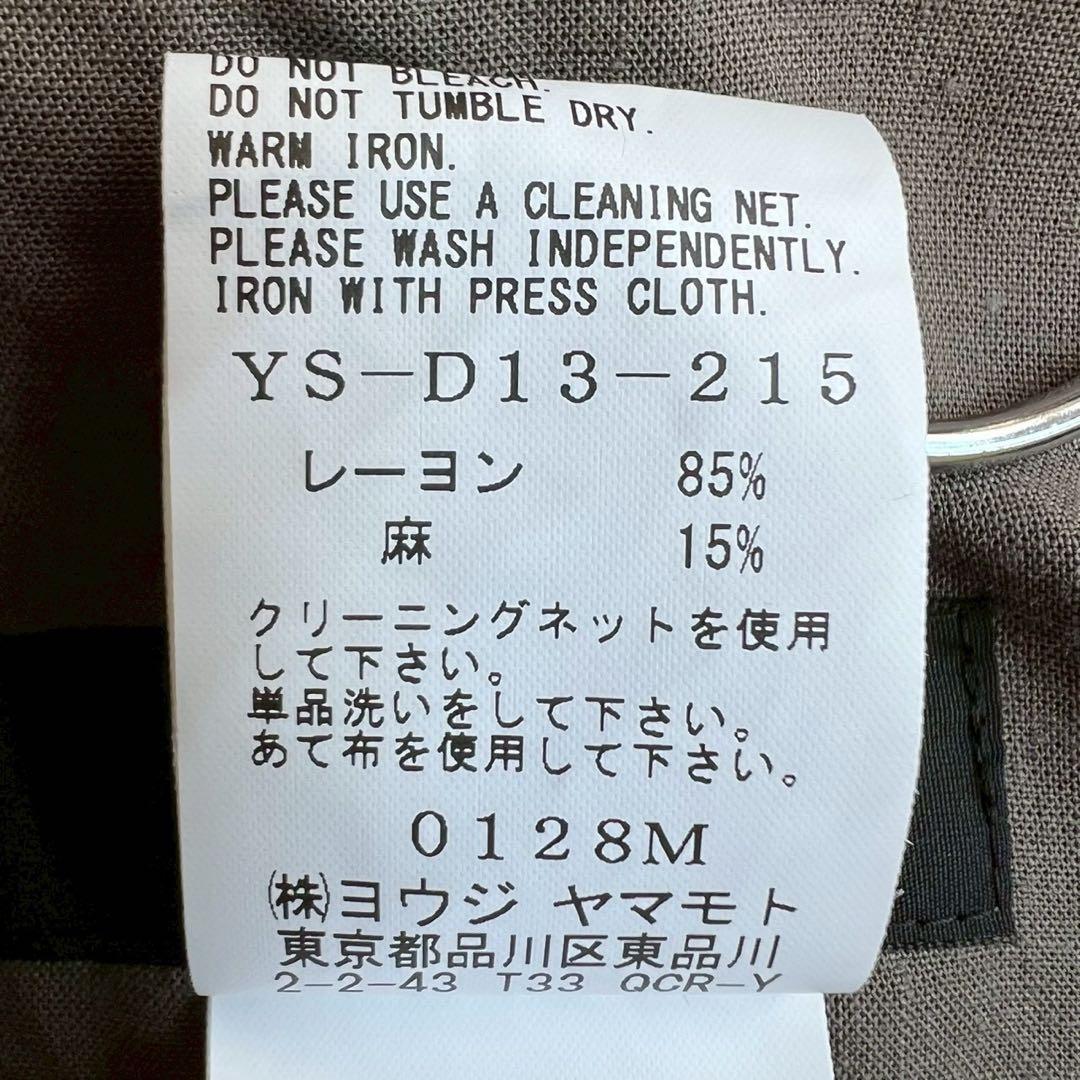 DO NOT BLEACH.
DO NOT TUMBLE DRY.
WARM IRON.
PLEASE USE A CLEANING NET.
PLEASE WASH INDEPENDENTLY.
IRON WITH PRESS CLOTH.
YS-D13-215
レーヨン 85%
麻 15%
クリーニングネットを使用
して下さい。
単品洗いをして下さい。
あて布を使用して下さい。
0128M
㈱ヨウジ ヤマモト
東京都品川区東品川
2-2-43 T33 QCR-Y